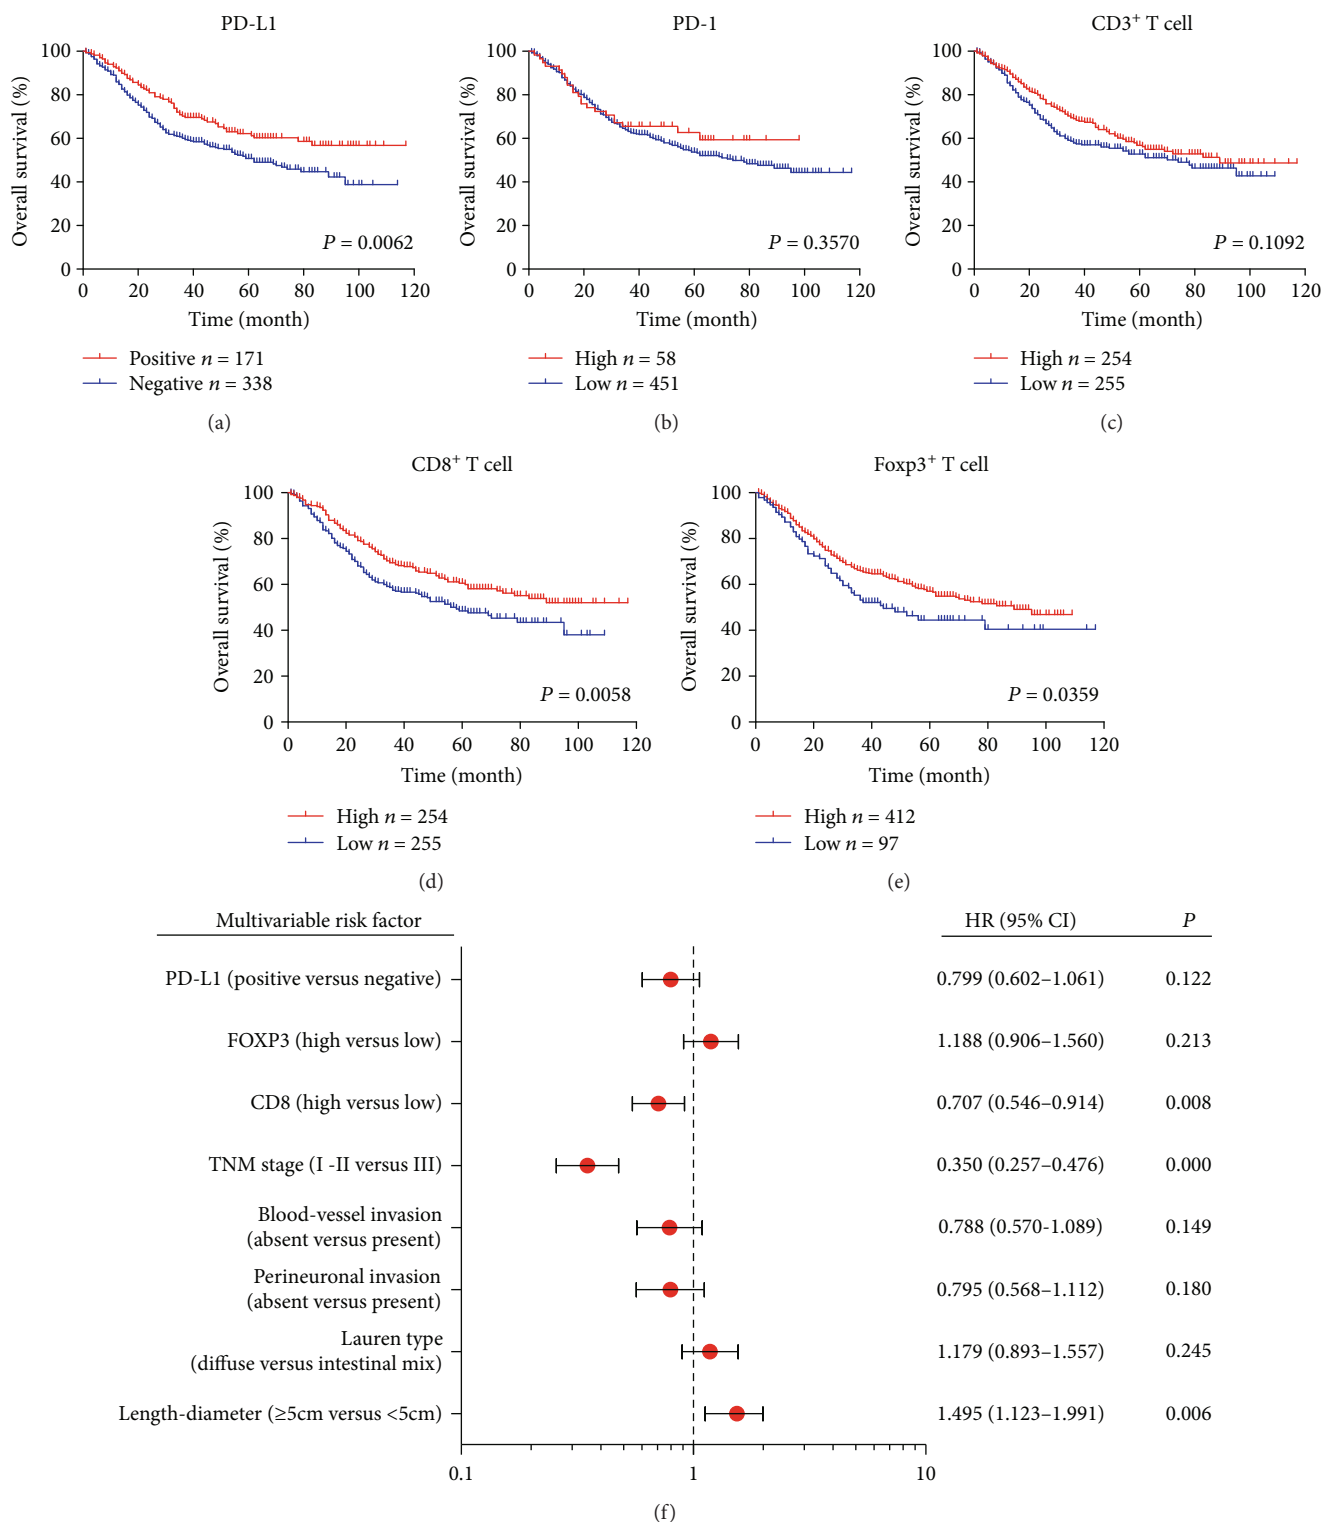 PD-L1
Overall survival (%)
100
80
60
40
20
0
0 20 40 60 80 100 120
Time (month)
P = 0.0062
Positive n = 171
Negative n = 338
(a)
PD-1
Overall survival (%)
100
80
60
40
20
0
0 20 40 60 80 100 120
Time (month)
P = 0.3570
High n = 58
Low n = 451
(b)
CD3+ T cell
Overall survival (%)
100
80
60
40
20
0
0 20 40 60 80 100 120
Time (month)
P = 0.1092
High n = 254
Low n = 255
(c)
CD8+ T cell
Overall survival (%)
100
80
60
40
20
0
0 20 40 60 80 100 120
Time (month)
P = 0.0058
High n = 254
Low n = 255
(d)
Foxp3+ T cell
Overall survival (%)
100
80
60
40
20
0
0 20 40 60 80 100 120
Time (month)
P = 0.0359
High n = 412
Low n = 97
(e)
Multivariable risk factor HR (95% CI) P
PD-L1 (positive versus negative) 0.799 (0.602–1.061) 0.122
FOXP3 (high versus low) 1.188 (0.906–1.560) 0.213
CD8 (high versus low) 0.707 (0.546–0.914) 0.008
TNM stage (I -II versus III) 0.350 (0.257–0.476) 0.000
Blood-vessel invasion
(absent versus present) 0.788 (0.570-1.089) 0.149
Perineuronal invasion
(absent versus present) 0.795 (0.568–1.112) 0.180
Lauren type
(diffuse versus intestinal mix) 1.179 (0.893–1.557) 0.245
Length-diameter (≥5cm versus <5cm) 1.495 (1.123–1.991) 0.006
0.1 1 10
(f)